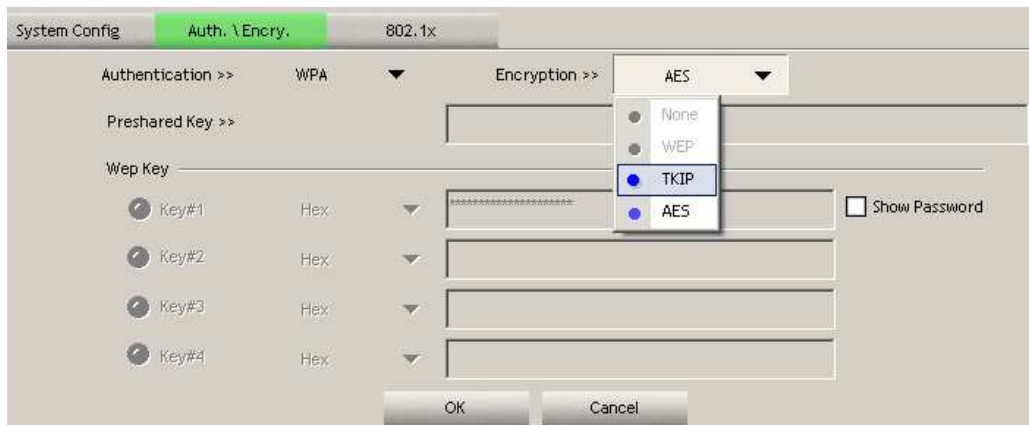 System Config Auth. \ Encry. 802.1x
Authentication >> WPA Encryption >> AES
None
Preshared Key >>
WEP
Wep Key
TKIP
Key#1 Hex ******************** AES Show Password
Key#2 Hex
Key#3 Hex
Key#4 Hex
OK Cancel